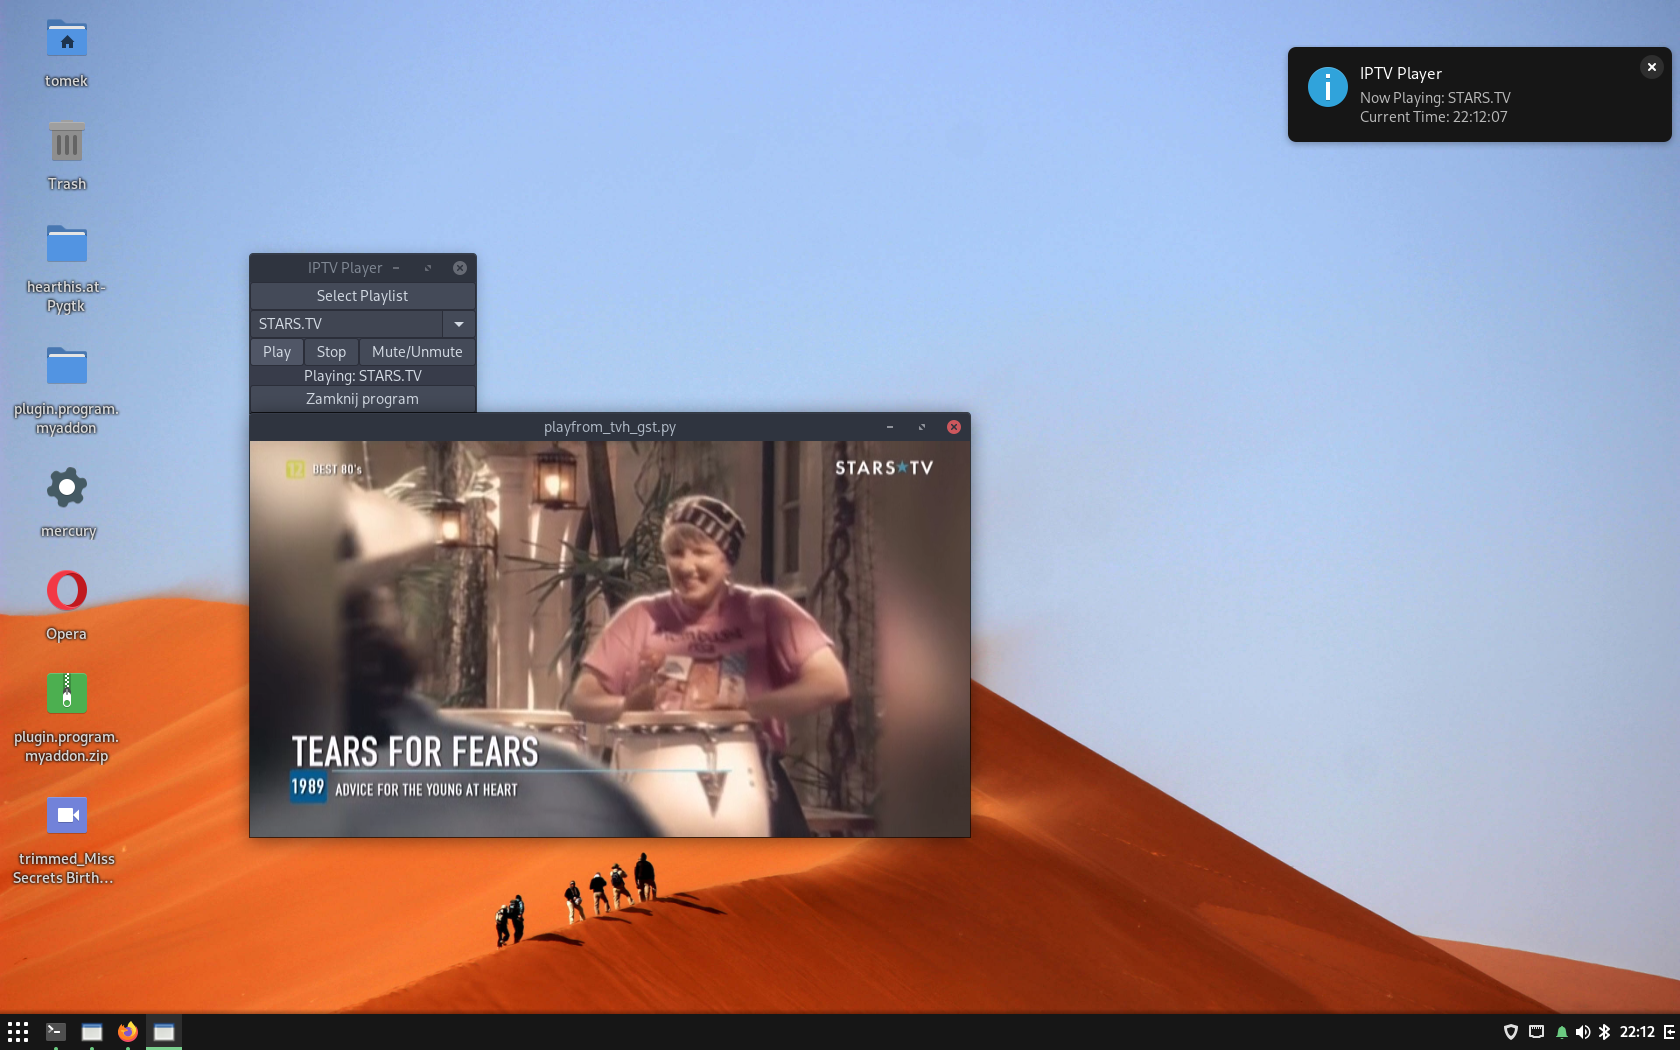 tomek
Trash
hearthis.at-
Pygtk
plugin.program.
myaddon
mercury
Opera
plugin.program.
myaddon.zip
trimmed_Miss
Secrets Birth...
IPTV Player
Now Playing: STARS.TV
Current Time: 22:12:07
IPTV Player
Select Playlist
STARS.TV
Play Stop Mute/Unmute
Playing: STARS.TV
Zamknij program
playfrom_tvh_gst.py
12 BEST 80's
STARS★TV
TEARS FOR FEARS
1989 ADVICE FOR THE YOUNG AT HEART
22:12